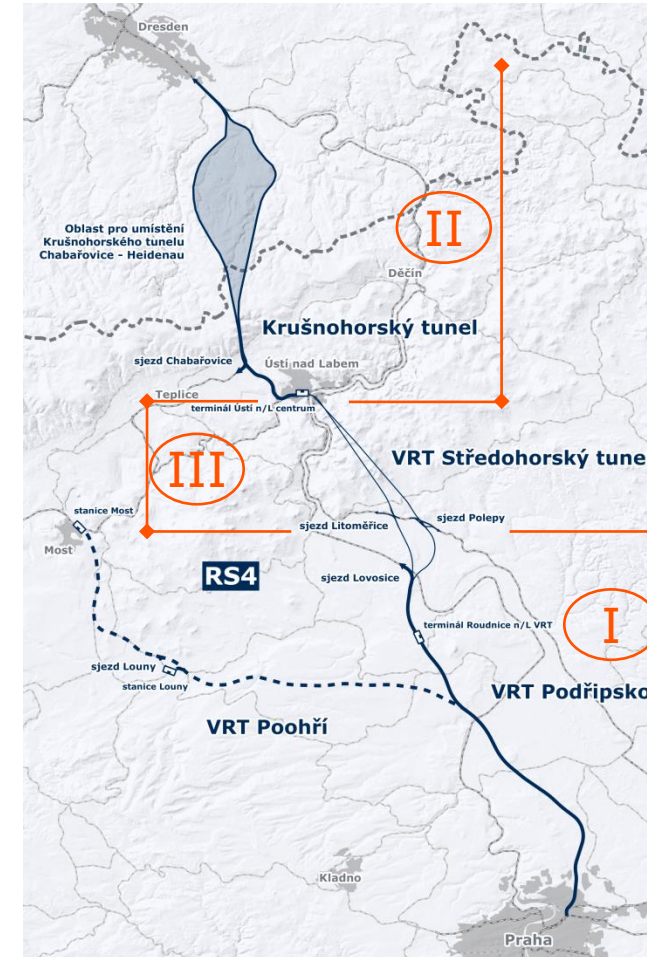 Dresden
Oblast pro umístění
Krušnohorského tunelu
Chabařovice - Heidenau
II
Děčín
Krušnohorský tunel
sjezd Chabařovice
Ústí nad Labem
Teplice
terminál Ústí n/L centrum
III
VRT Středohorský tune
stanice Most
sjezd Litoměřice
sjezd Polepy
Most
RS4
sjezd Lovosice
I
terminál Roudnice n/L VRT
sjezd Louny
stanice Louny
VRT Podřipsko
VRT Poohří
Kladno
Praha